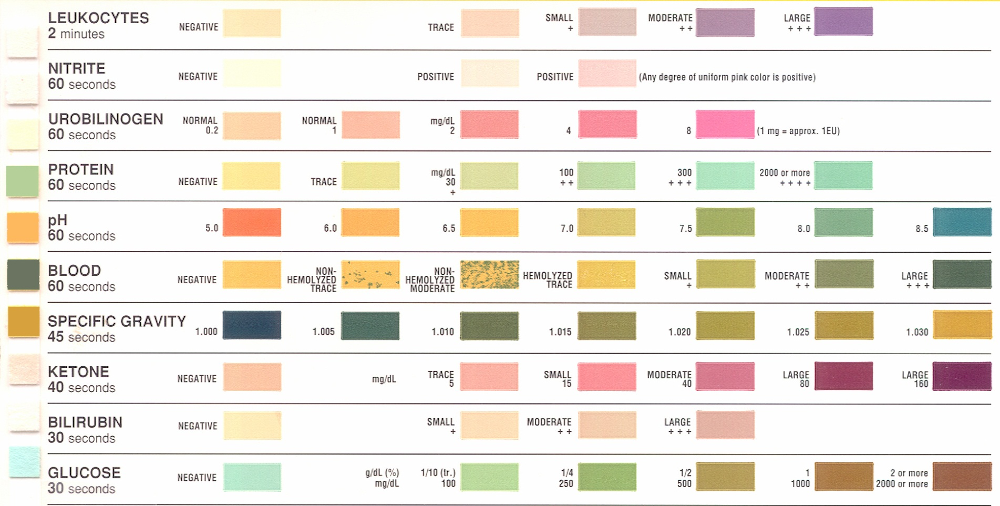 LEUKOCYTES
2 minutes
NEGATIVE
TRACE
SMALL
+
MODERATE
++
LARGE
+++
NITRITE
60 seconds
NEGATIVE
POSITIVE
POSITIVE
(Any degree of uniform pink color is positive)
UROBILINOGEN
60 seconds
NORMAL
0.2
NORMAL
1
mg/dL
2
4
8
(1 mg = approx. 1EU)
PROTEIN
60 seconds
NEGATIVE
TRACE
mg/dL
30
+
100
++
300
+++
2000 or more
++++
pH
60 seconds
5.0
6.0
6.5
7.0
7.5
8.0
8.5
BLOOD
60 seconds
NEGATIVE
NON-
HEMOLYZED
TRACE
NON-
HEMOLYZED
MODERATE
HEMOLYZED
TRACE
SMALL
+
MODERATE
++
LARGE
+++
SPECIFIC GRAVITY
45 seconds
1.000
1.005
1.010
1.015
1.020
1.025
1.030
KETONE
40 seconds
NEGATIVE
mg/dL
TRACE
5
SMALL
15
MODERATE
40
LARGE
80
LARGE
160
BILIRUBIN
30 seconds
NEGATIVE
SMALL
+
MODERATE
++
LARGE
+++
GLUCOSE
30 seconds
NEGATIVE
g/dL (%)
mg/dL
1/10 (tr.)
100
1/4
250
1/2
500
1
1000
2 or more
2000 or more